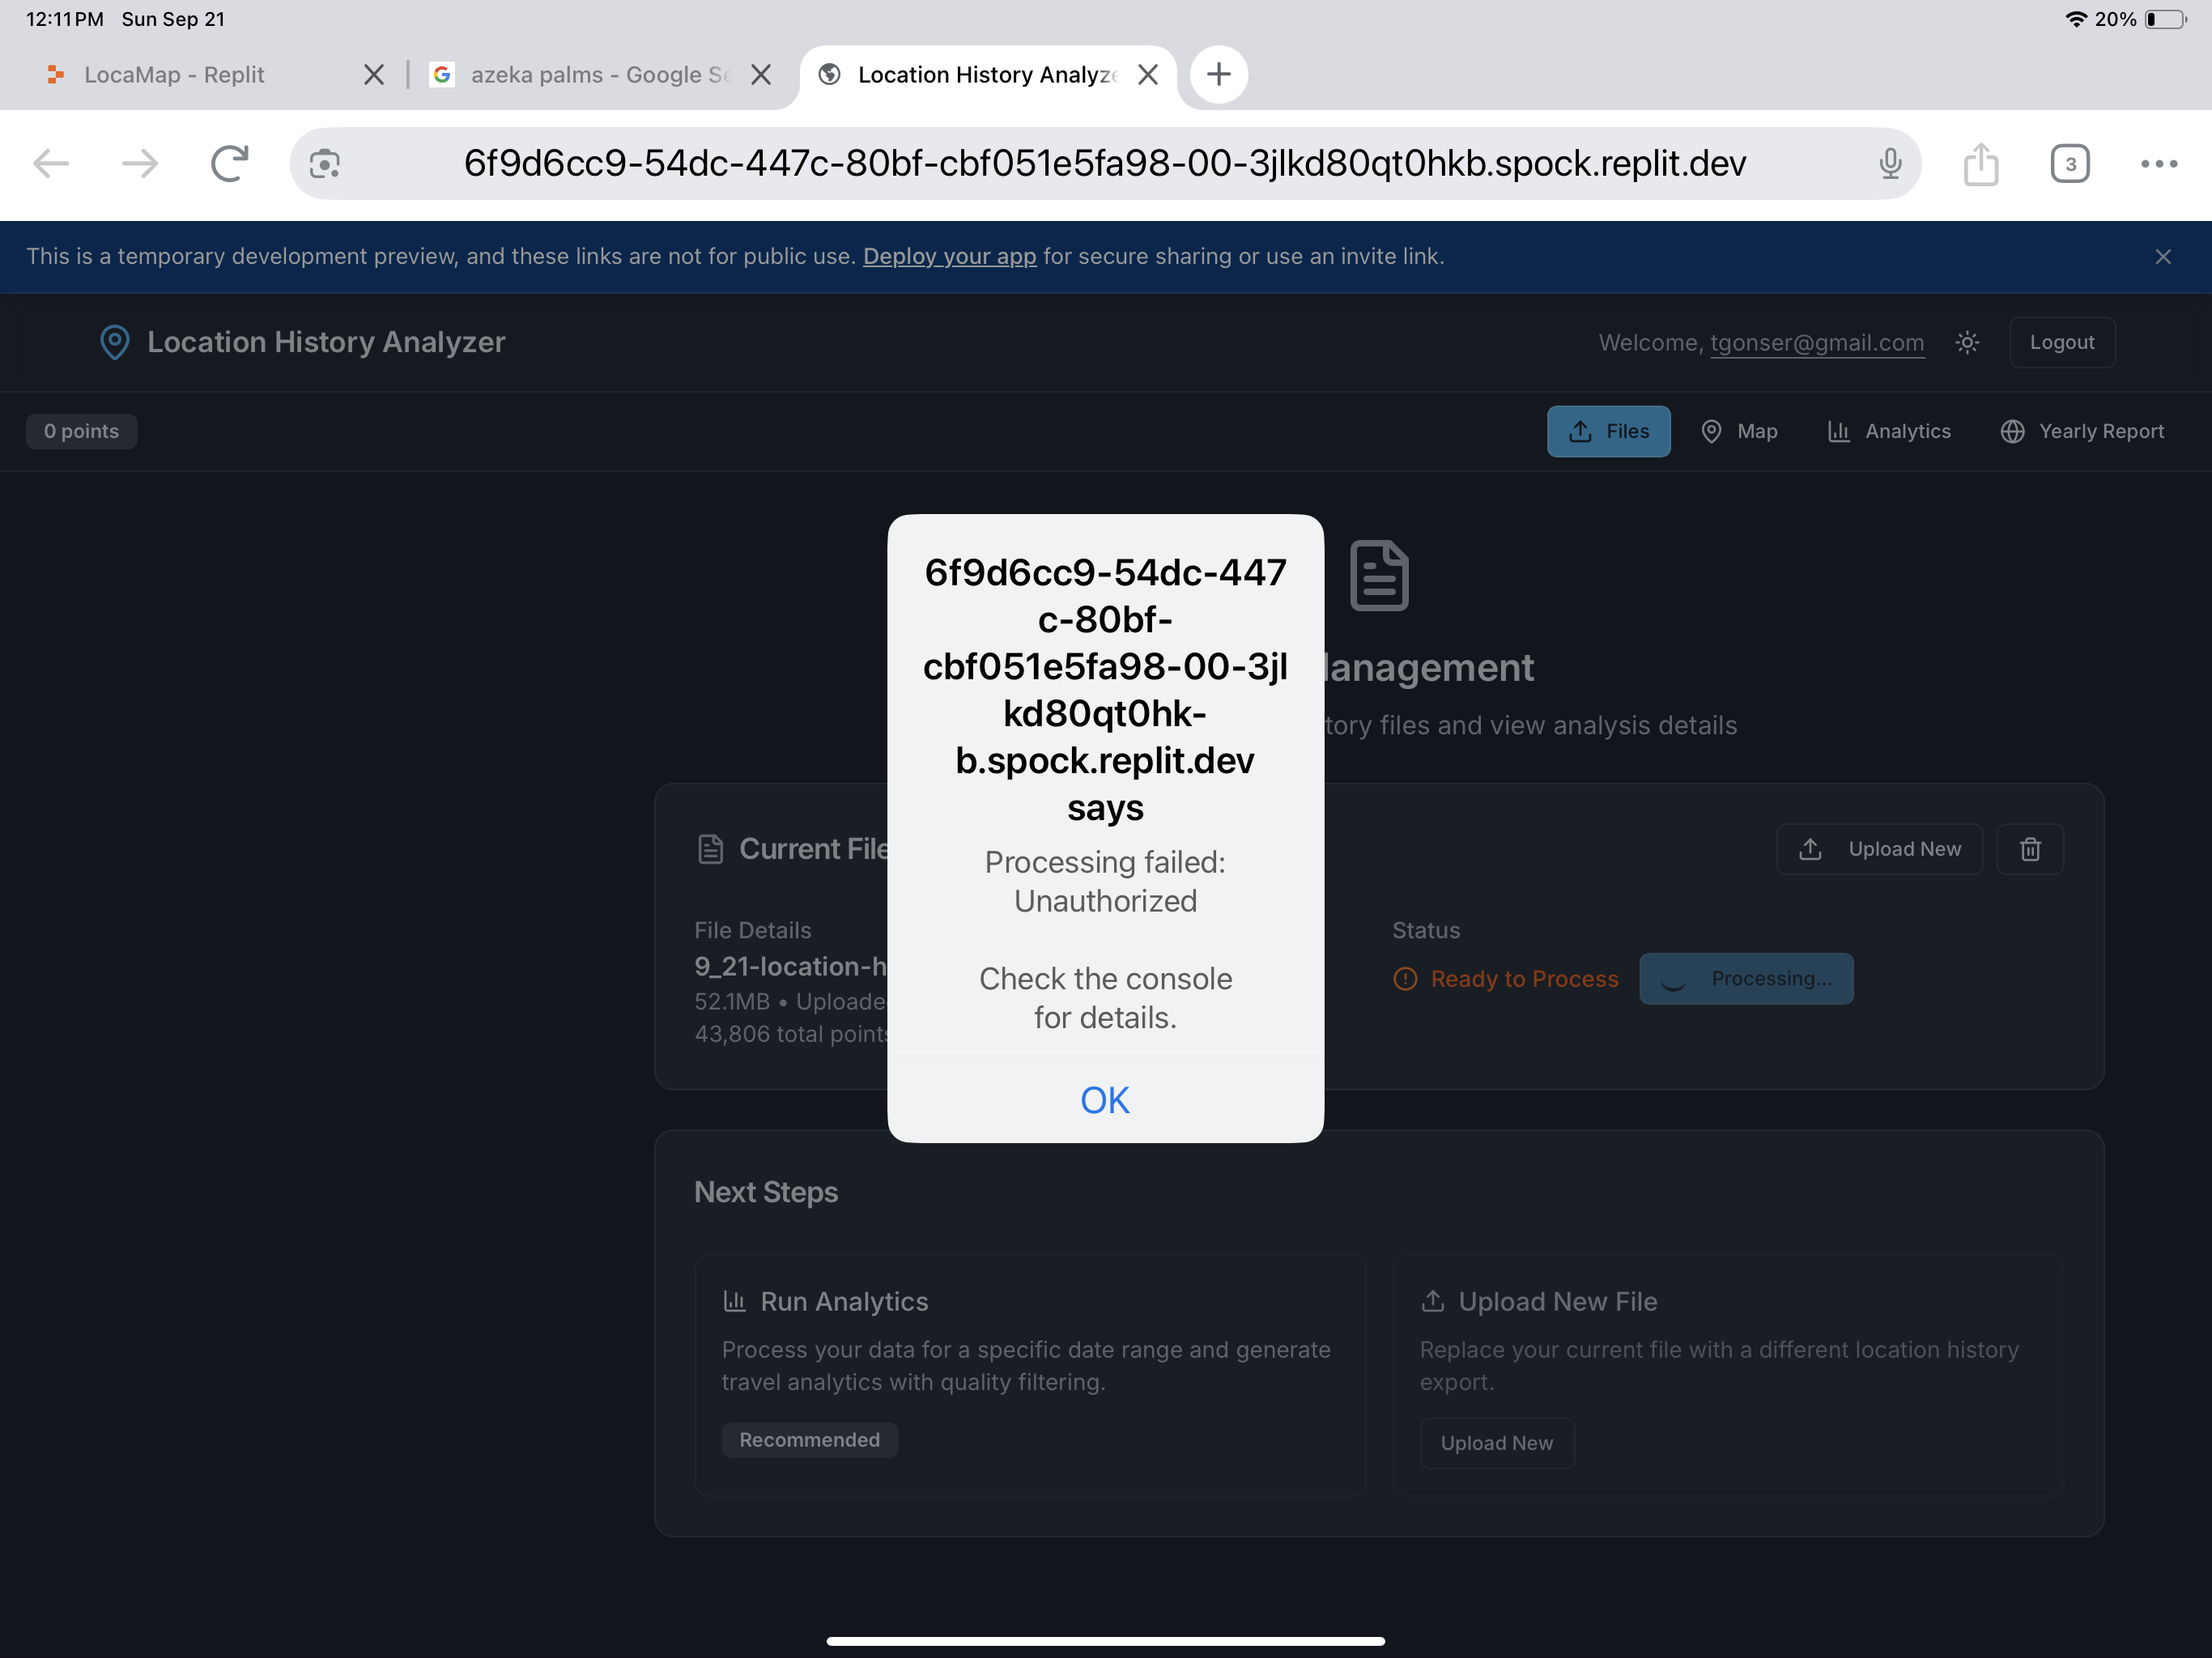 12:11 PM Sun Sep 21
20%
LocaMap - Replit
azeka palms - Google Se
Location History Analyze
6f9d6cc9-54dc-447c-80bf-cbf051e5fa98-00-3jlkd80qt0hkb.spock.replit.dev
3
This is a temporary development preview, and these links are not for public use. Deploy your app for secure sharing or use an invite link.
Location History Analyzer
Welcome, tgonser@gmail.com
Logout
0 points
Files
Map
Analytics
Yearly Report
6f9d6cc9-54dc-447
c-80bf-
cbf051e5fa98-00-3jl
kd80qt0hk-
b.spock.replit.dev
says
Processing failed:
Unauthorized
Check the console
for details.
OK
anagement
tory files and view analysis details
Current File
Upload New
File Details
9_21-location-h
52.1MB • Uploade
43,806 total points
Status
Ready to Process
Processing...
Next Steps
Run Analytics
Process your data for a specific date range and generate
travel analytics with quality filtering.
Recommended
Upload New File
Replace your current file with a different location history
export.
Upload New